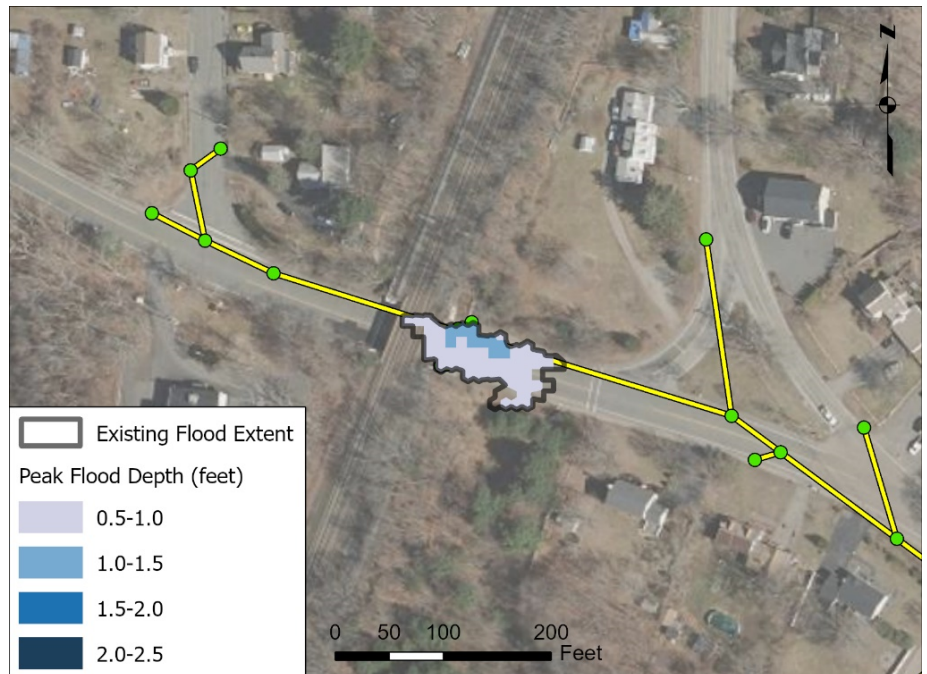 N
Existing Flood Extent
Peak Flood Depth (feet)
0.5-1.0
1.0-1.5
1.5-2.0
2.0-2.5
0 50 100 200
Feet